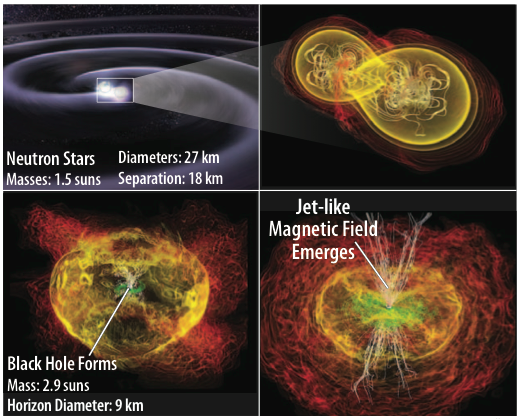 Neutron Stars
Masses: 1.5 suns
Diameters: 27 km
Separation: 18 km
Black Hole Forms
Mass: 2.9 suns
Horizon Diameter: 9 km
Jet-like
Magnetic Field
Emerges